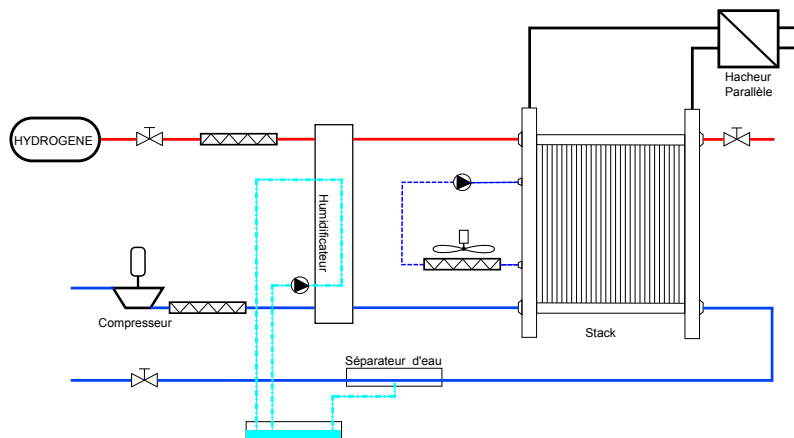 Hacheur
Parallèle
HYDROGENE
Humidificateur
Compresseur
Stack
Séparateur d'eau